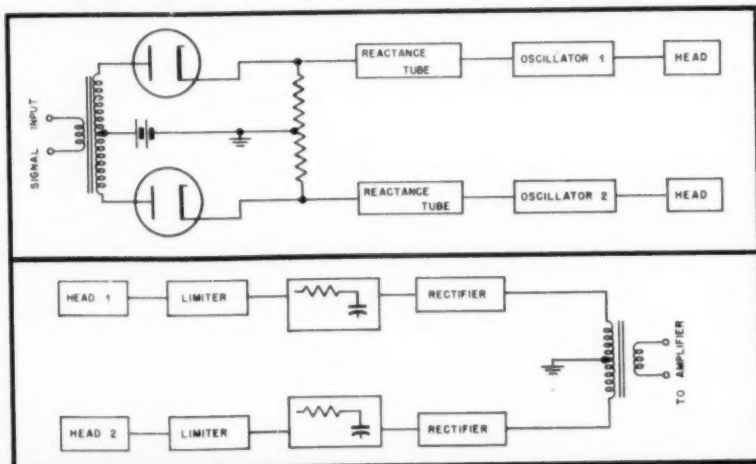 REACTANCE
TUBE
OSCILLATOR 1
HEAD
SIGNAL INPUT
REACTANCE
TUBE
OSCILLATOR 2
HEAD
HEAD 1
LIMITER
RECTIFIER
TO AMPLIFIER
HEAD 2
LIMITER
RECTIFIER